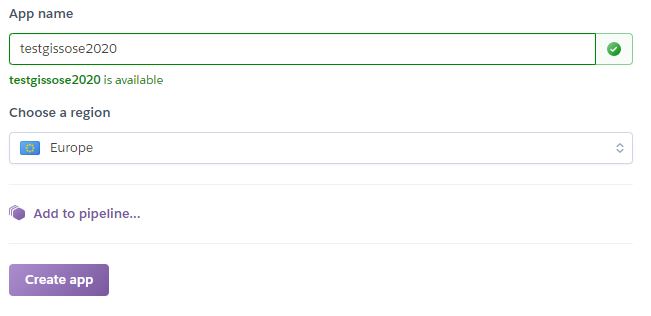 App name
testgissose2020
testgissose2020 is available
Choose a region
Europe
Add to pipeline...
Create app